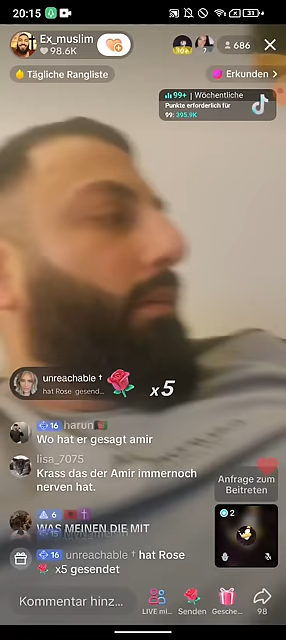 20:15
31
Ex_muslim
98.6K
7
686
Tägliche Rangliste
Erkunden
99+ | Wöchentliche
Punkte erforderlich für
99: 395.9K
unreachable †
hat Rose gesend...
x5
16 harun
Wo hat er gesagt amir
lisa_7075
Krass das der Amir immernoch
nerven hat.
6
WAS MEINEN DIE MIT
16 unreachable † hat Rose
x5 gesendet
Anfrage zum
Beitreten
2
Kommentar hinz...
LIVE mi...
Senden
Gesche...
98